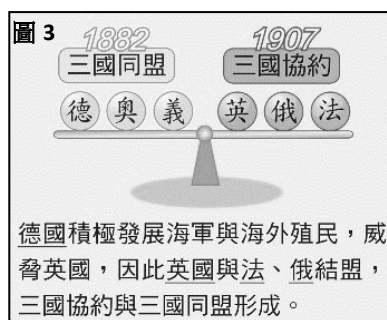 圖 3
1882
1907
三國同盟
三國協約
德 奧 義 英 俄 法
德國積極發展海軍與海外殖民，威
脅英國，因此英國與法、俄結盟，
三國協約與三國同盟形成。